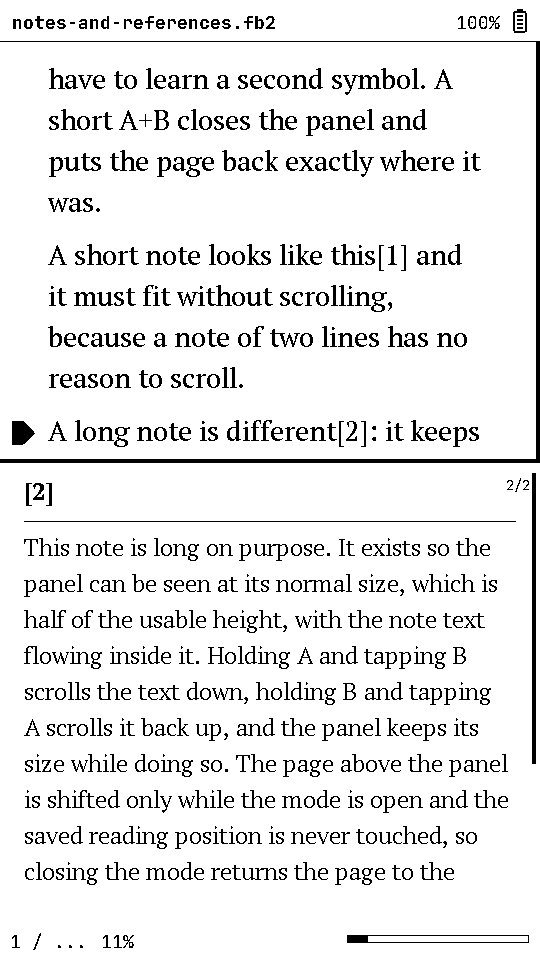 notes-and-references.fb2 100%
have to learn a second symbol. A
short A+B closes the panel and
puts the page back exactly where it
was.
A short note looks like this[1] and
it must fit without scrolling,
because a note of two lines has no
reason to scroll.
A long note is different[2]: it keeps
[2] 2/2
This note is long on purpose. It exists so the
panel can be seen at its normal size, which is
half of the usable height, with the note text
flowing inside it. Holding A and tapping B
scrolls the text down, holding B and tapping
A scrolls it back up, and the panel keeps its
size while doing so. The page above the panel
is shifted only while the mode is open and the
saved reading position is never touched, so
closing the mode returns the page to the
1 / ... 11%